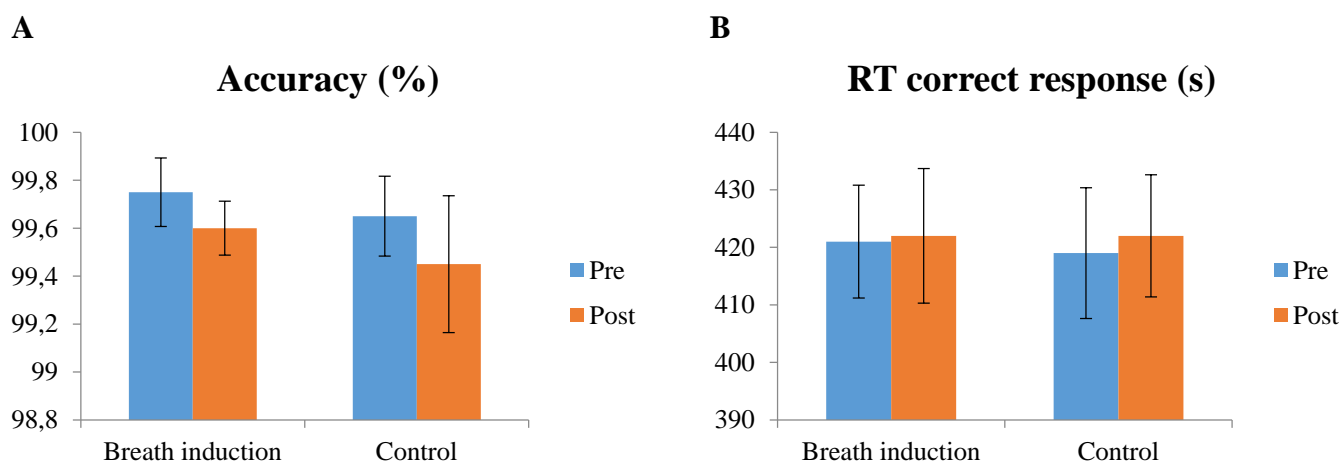 A
Accuracy (%)
100
99,8
99,6
99,4
99,2
99
98,8
Breath induction
Control
Pre
Post
B
RT correct response (s)
440
430
420
410
400
390
Breath induction
Control
Pre
Post